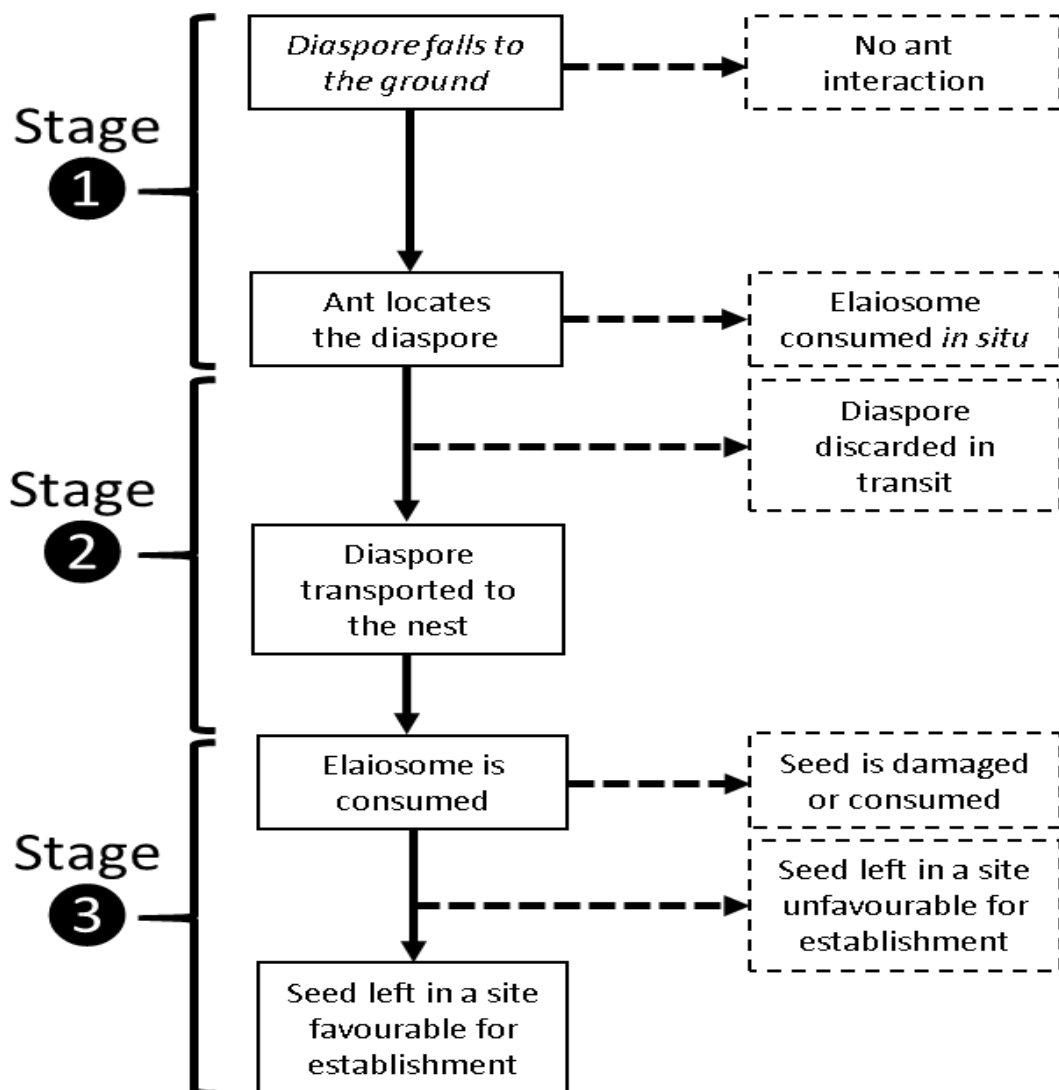 Stage
1
Diaspore falls to
the ground
No ant
interaction
Ant locates
the diaspore
Elaiosome
consumed in situ
Stage
2
Diaspore
discarded in
transit
Diaspore
transported to
the nest
Stage
3
Elaiosome is
consumed
Seed is damaged
or consumed
Seed left in a site
unfavourable for
establishment
Seed left in a site
favourable for
establishment